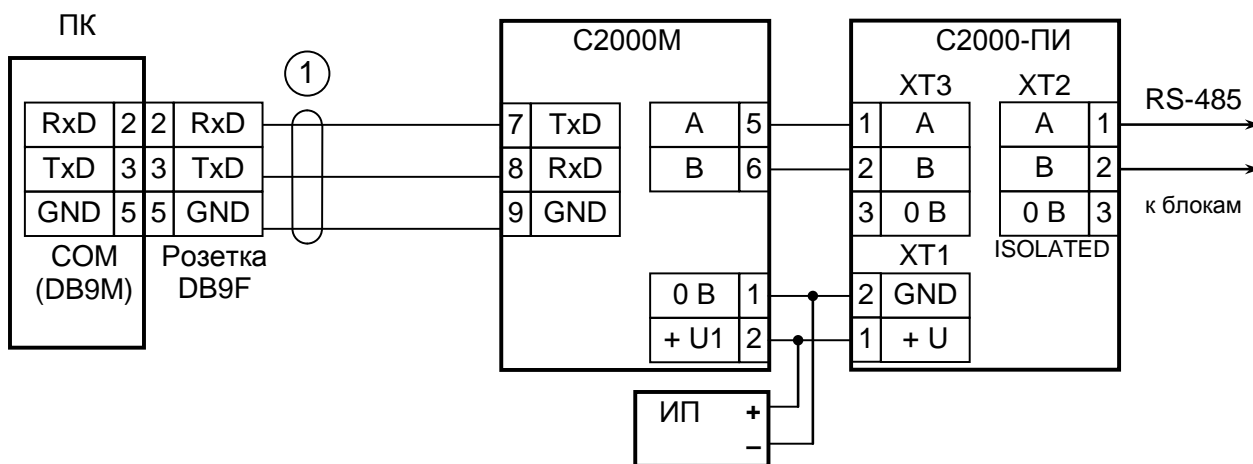 ПК
С2000М
С2000-ПИ
1
XT3
XT2
RS-485
RxD 2 2 RxD
7 TxD
A 5
1 A
A 1
TxD 3 3 TxD
8 RxD
B 6
2 B
B 2
GND 5 5 GND
9 GND
3 0 В
0 В 3
к блокам
COM
(DB9M)
Розетка
DB9F
XT1
ISOLATED
0 В 1
2 GND
+ U1 2
1 + U
ИП +
–